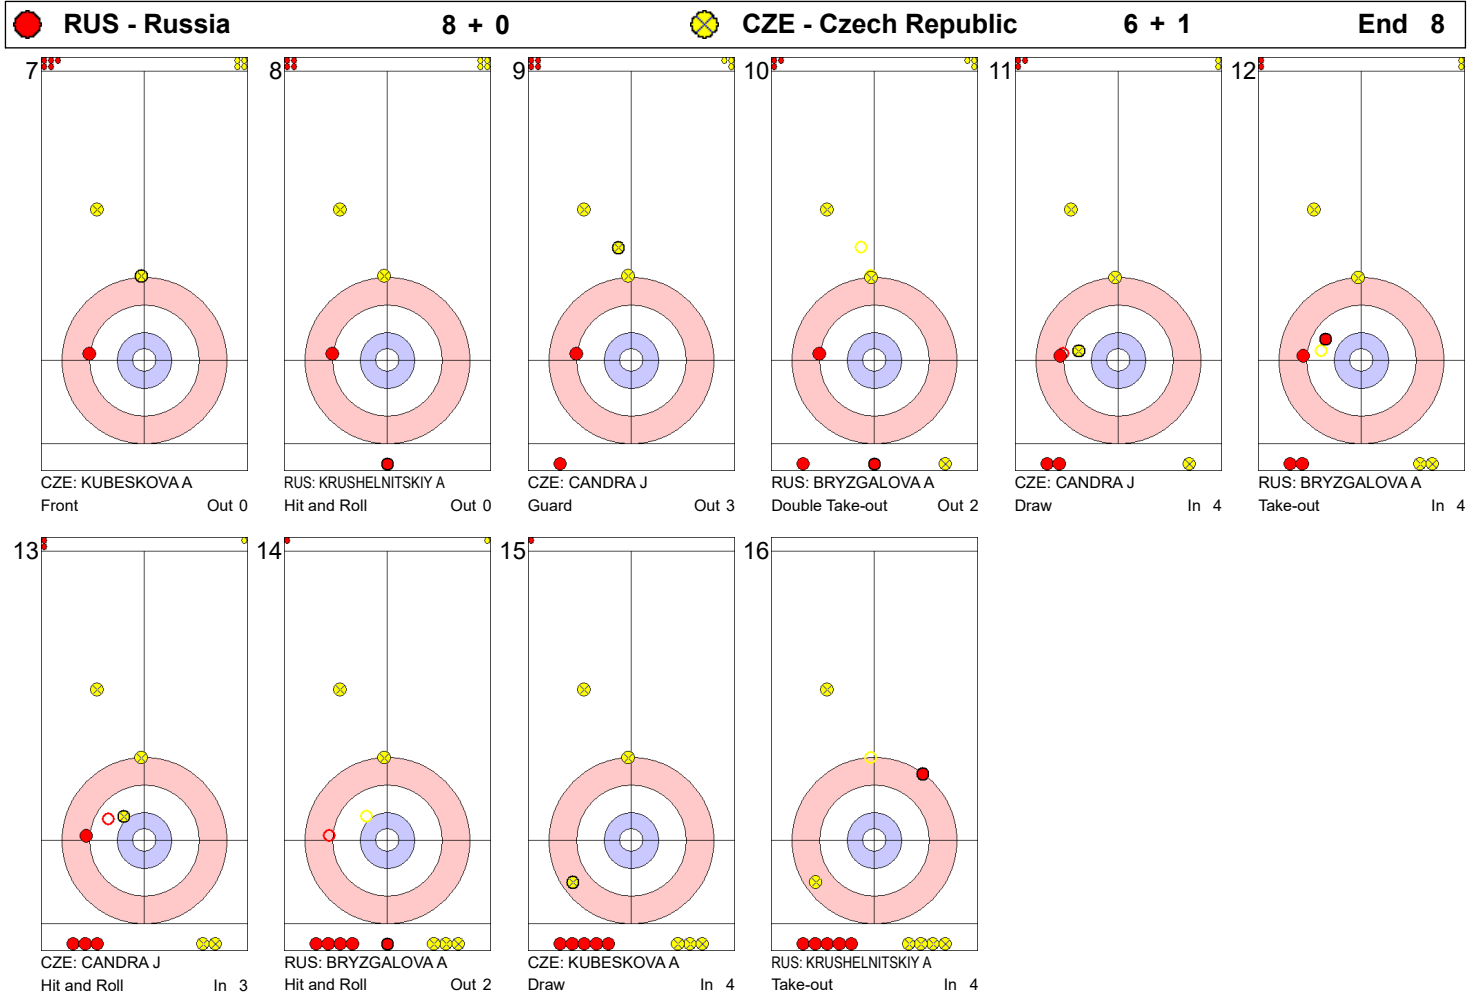 RUS - Russia 8 + 0 CZE - Czech Republic 6 + 1 End 8
7 8 9 10 11 12
CZE: KUBESKOVA A RUS: KRUSHELNITSKIY A CZE: CANDRA J RUS: BRYZGALOVA A CZE: CANDRA J RUS: BRYZGALOVA A
Front Out 0 Hit and Roll Out 0 Guard Out 3 Double Take-out Out 2 Draw In 4 Take-out In 4
13 14 15 16
CZE: CANDRA J RUS: BRYZGALOVA A CZE: KUBESKOVA A RUS: KRUSHELNITSKIY A
Hit and Roll In 3 Hit and Roll Out 2 Draw In 4 Take-out In 4